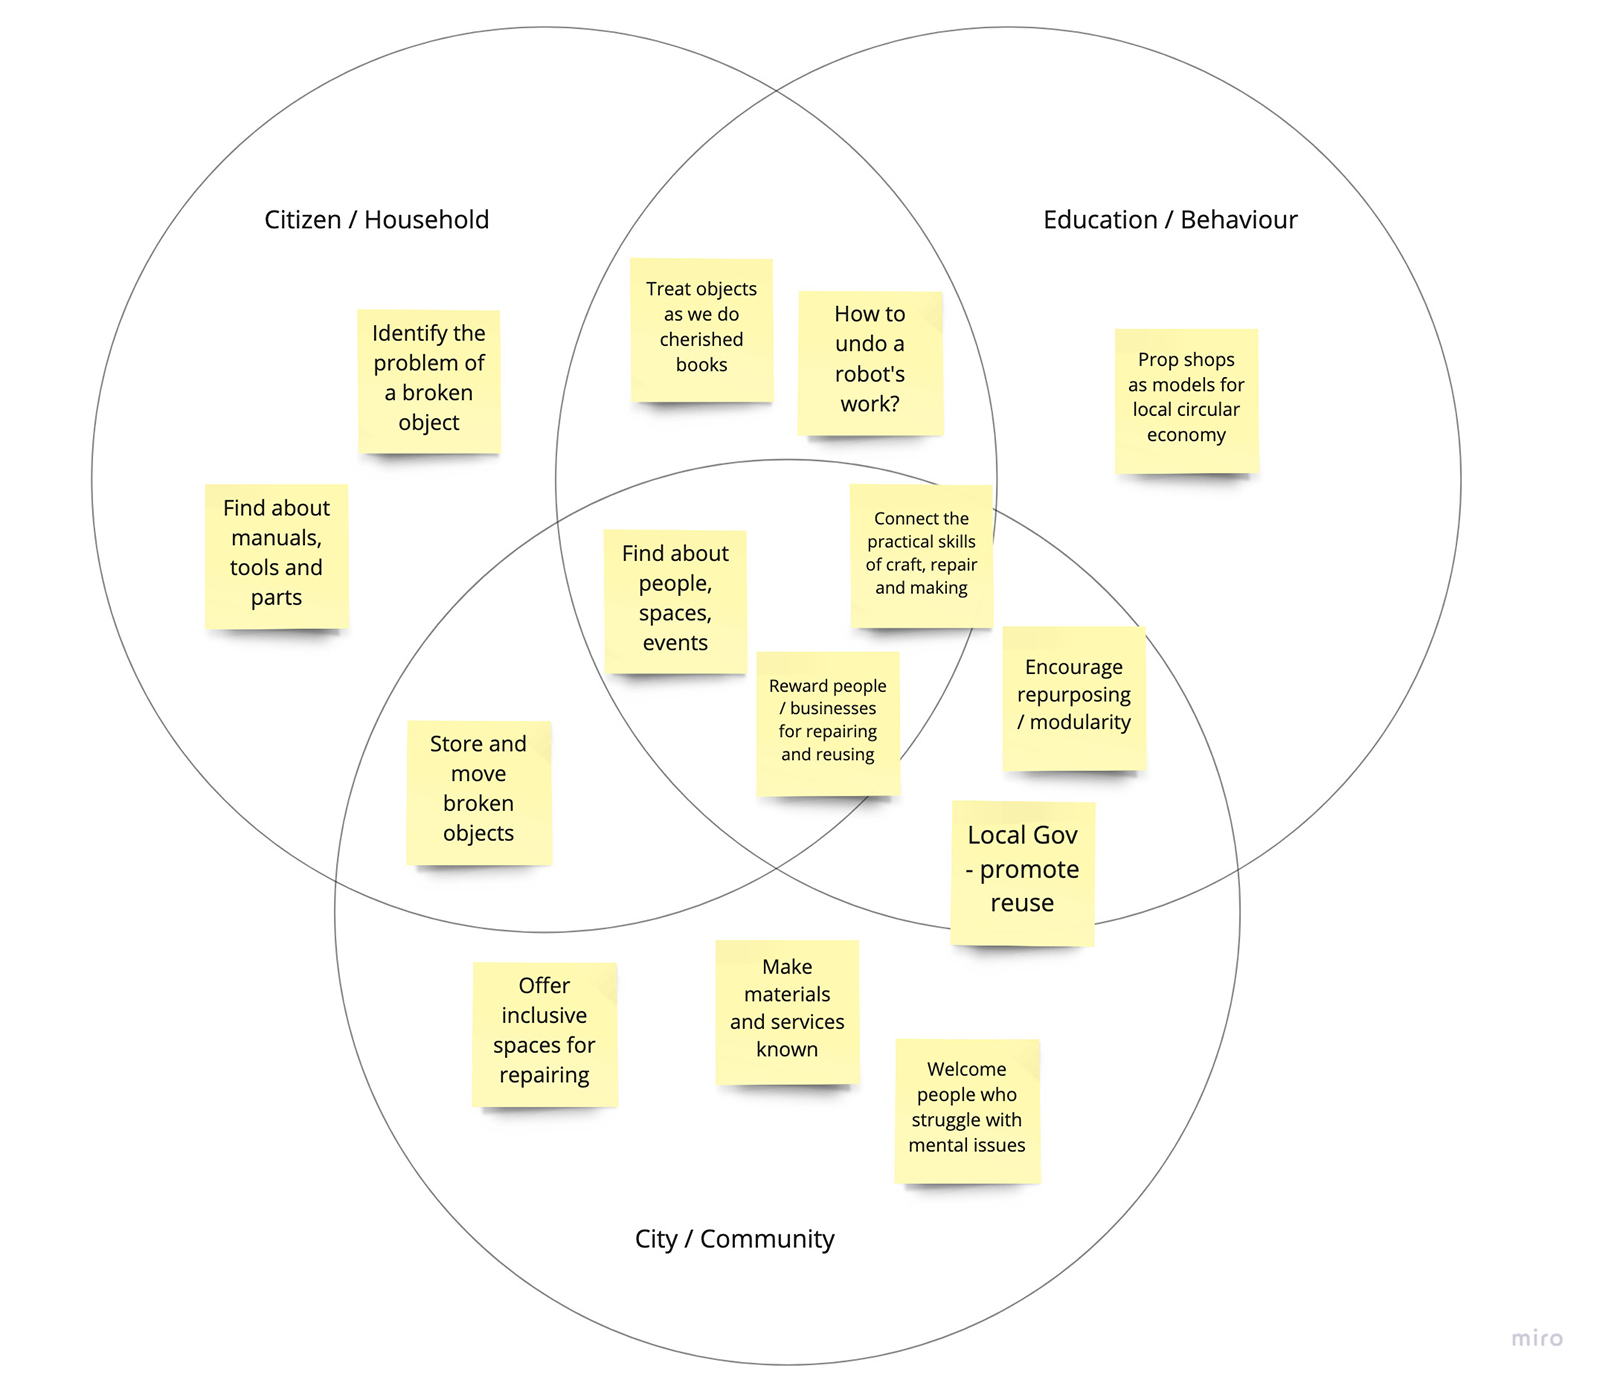 Citizen / Household
Education / Behaviour
Treat objects
as we do
cherished
books
How to
undo a
robot's
work?
Identify the
problem of
a broken
object
Prop shops
as models for
local circular
economy
Find about
manuals,
tools and
parts
Find about
people,
spaces,
events
Connect the
practical skills
of craft, repair
and making
Reward people
/ businesses
for repairing
and reusing
Encourage
repurposing
/ modularity
Store and
move
broken
objects
Local Gov
- promote
reuse
Offer
inclusive
spaces for
repairing
Make
materials
and services
known
Welcome
people who
struggle with
mental issues
City / Community
miro